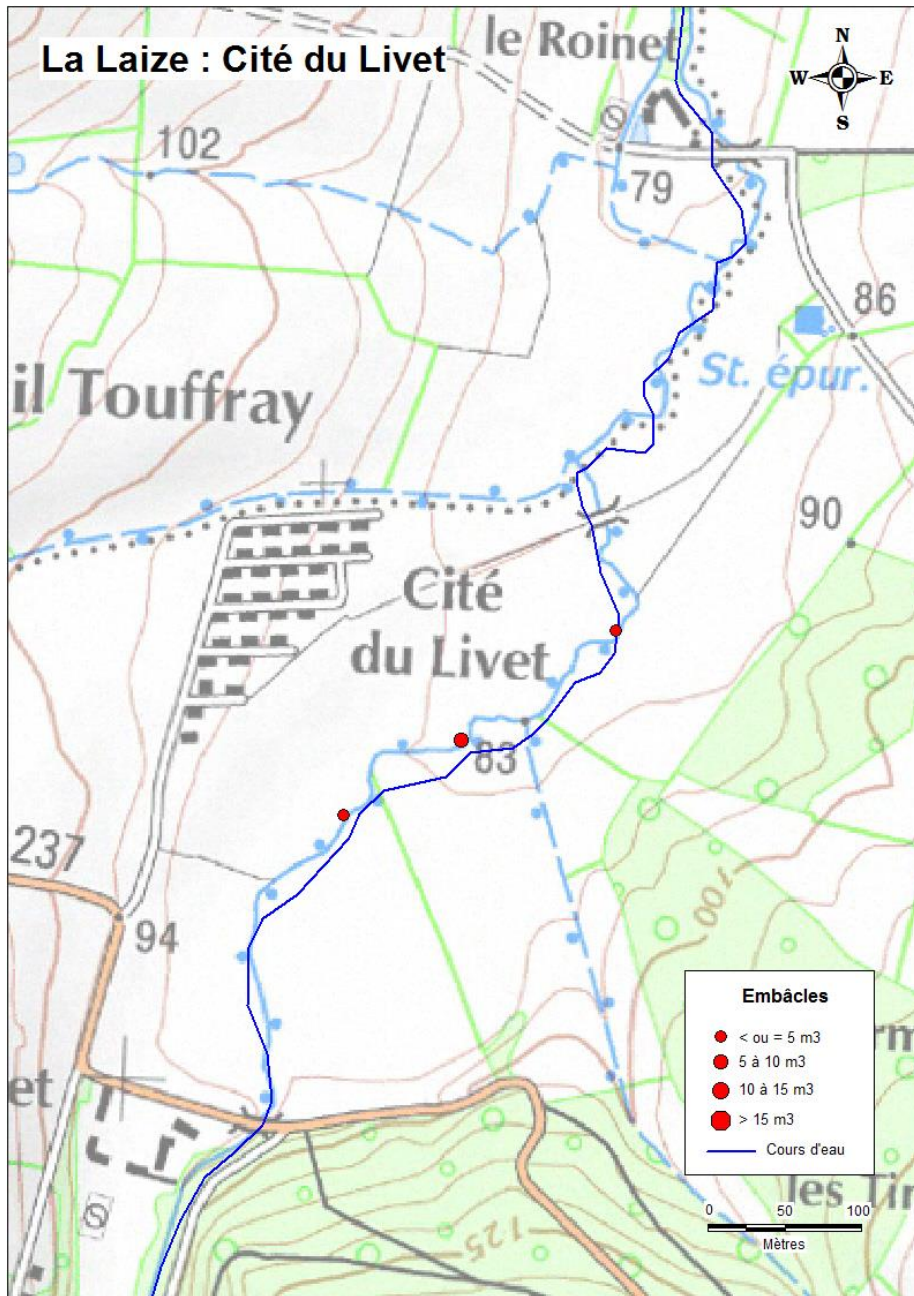 La Laize : Cité du Livet
le Roinet
N
W E
S
102
79
86
St. épur.
il Touffray
90
Cité
du Livet
83
237
94
100
et
125
les Tin
Embâcles
< ou = 5 m3
5 à 10 m3
10 à 15 m3
> 15 m3
Cours d'eau
0 50 100
Mètres